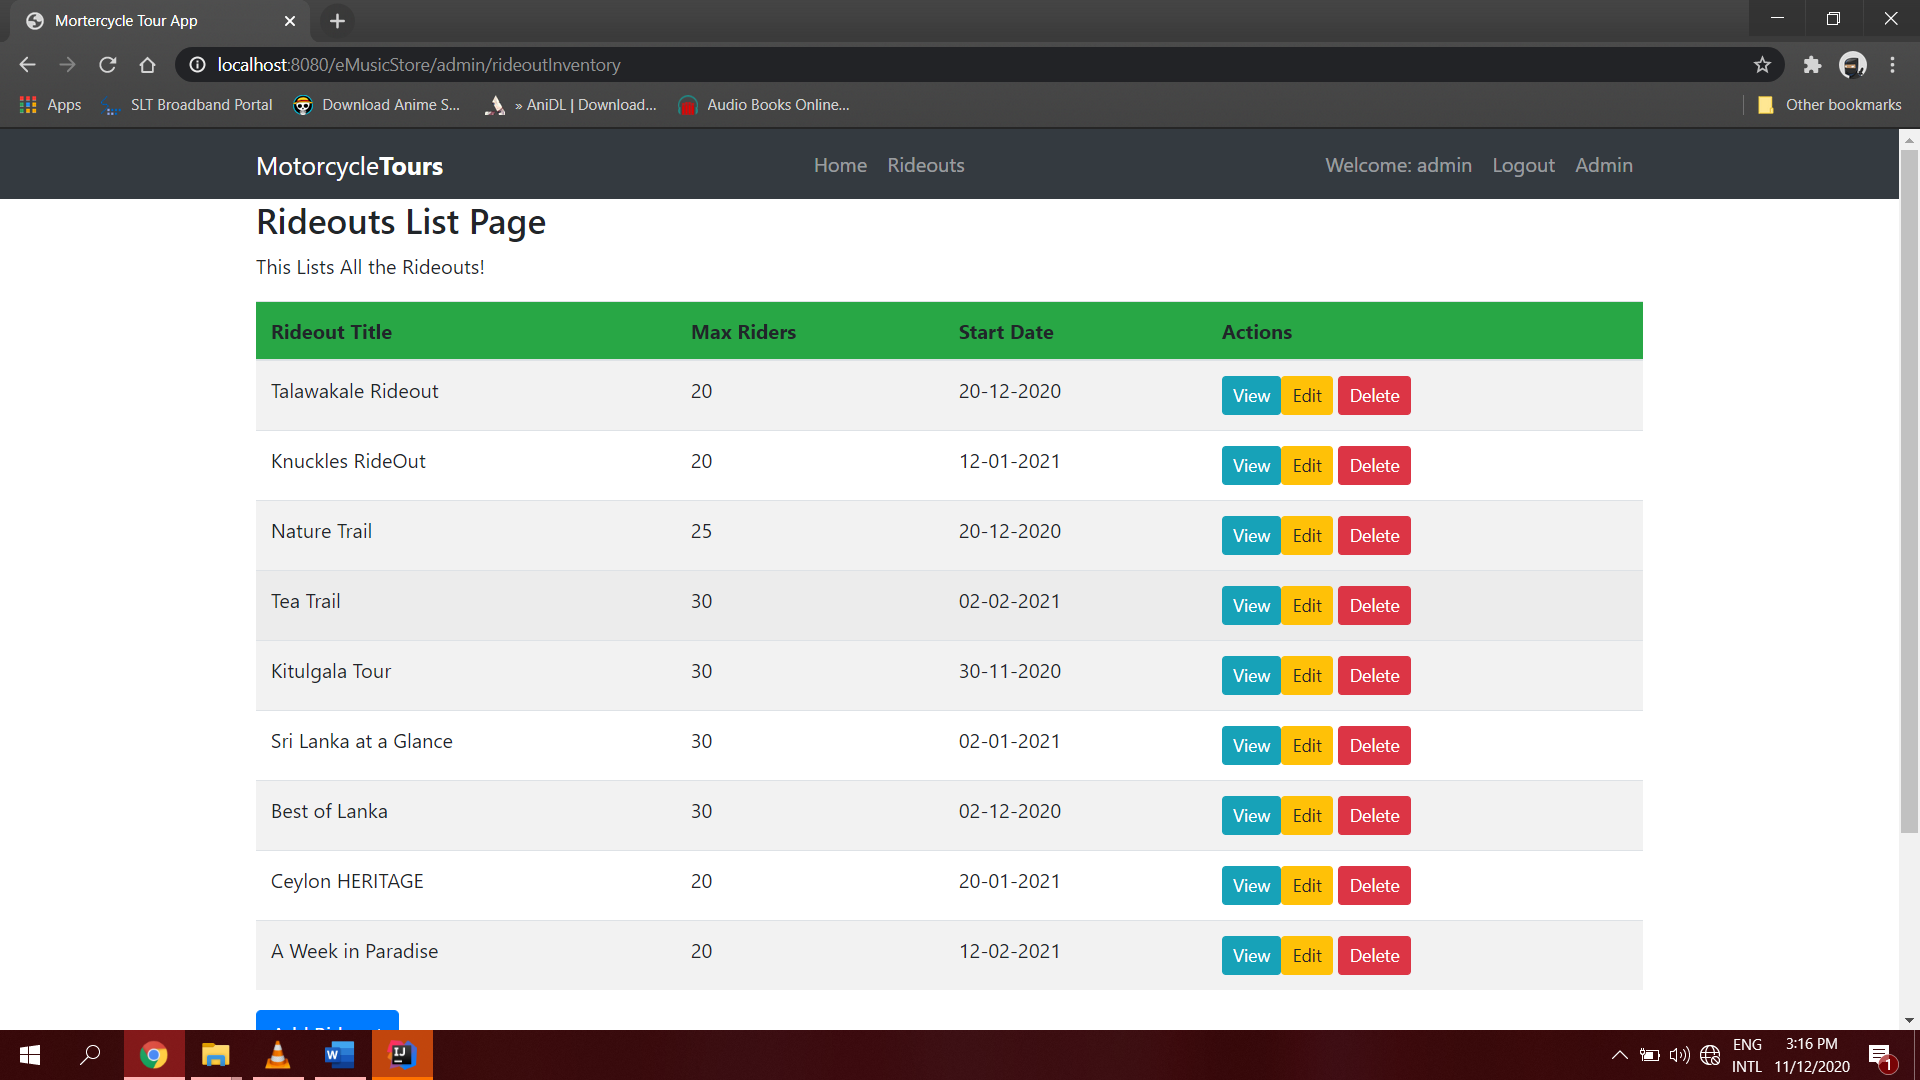 Mortercycle Tour App
localhost:8080/eMusicStore/admin/rideoutInventory
Apps SLT Broadband Portal Download Anime S... » AniDL | Download... Audio Books Online... Other bookmarks
MotorcycleTours Home Rideouts Welcome: admin Logout Admin
Rideouts List Page
This Lists All the Rideouts!
Rideout Title Max Riders Start Date Actions
Talawakale Rideout 20 20-12-2020 View Edit Delete
Knuckles RideOut 20 12-01-2021 View Edit Delete
Nature Trail 25 20-12-2020 View Edit Delete
Tea Trail 30 02-02-2021 View Edit Delete
Kitulgala Tour 30 30-11-2020 View Edit Delete
Sri Lanka at a Glance 30 02-01-2021 View Edit Delete
Best of Lanka 30 02-12-2020 View Edit Delete
Ceylon HERITAGE 20 20-01-2021 View Edit Delete
A Week in Paradise 20 12-02-2021 View Edit Delete
ENG 3:16 PM
INTL 11/12/2020 1